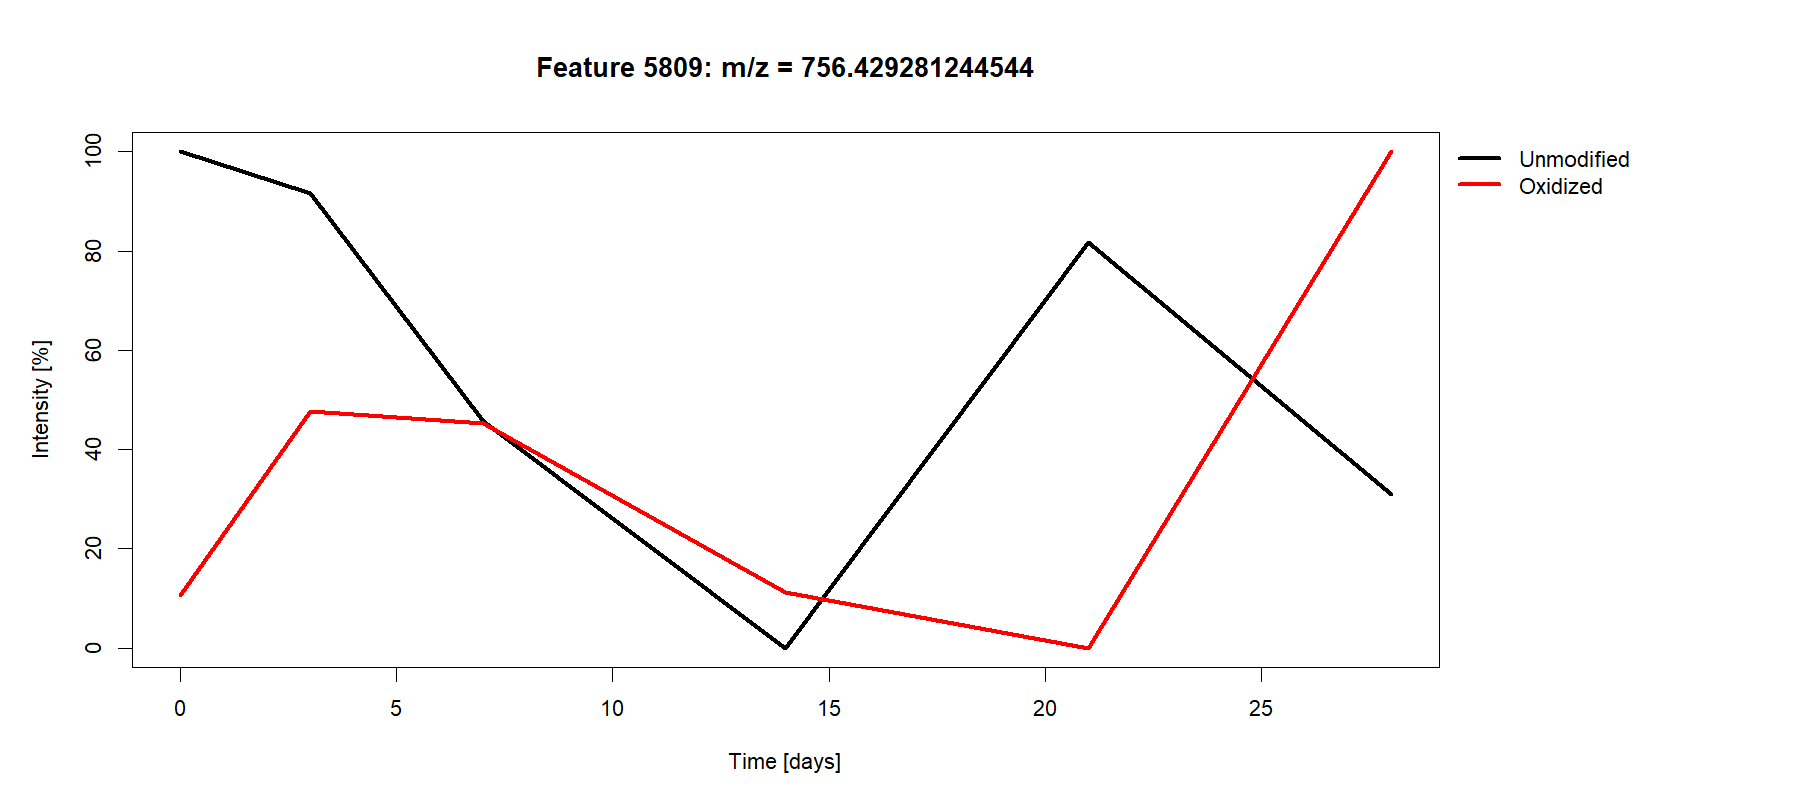 Feature 5809: m/z = 756.429281244544
Unmodified
Oxidized
Intensity [%]
100
80
60
40
20
0
0 5 10 15 20 25
Time [days]